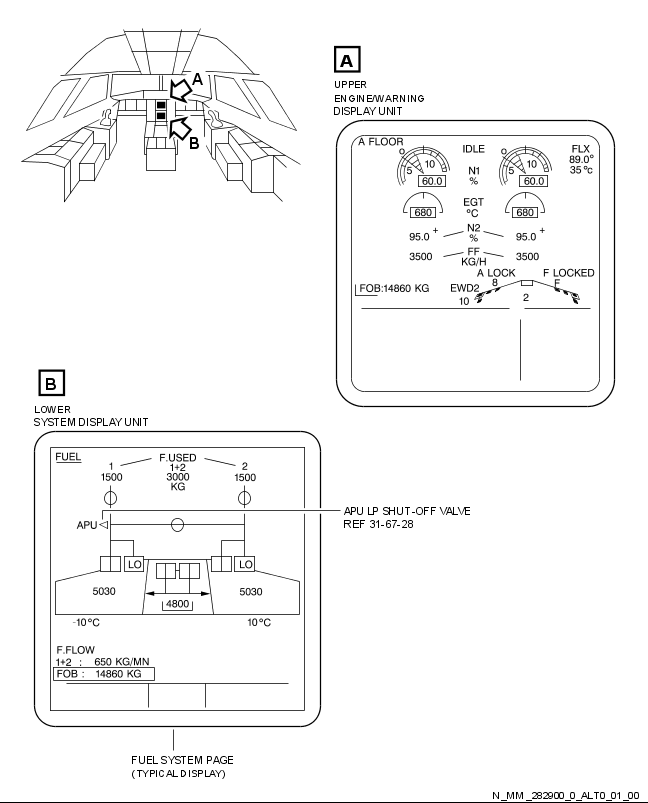 A
B
A
UPPER
ENGINE/WARNING
DISPLAY UNIT
A FLOOR
IDLE
FLX
89.0°
35 °c
0 5 10
60.0
N1
%
0 5 10
60.0
EGT
°C
680
680
95.0 +
N2
%
95.0 +
3500
FF
KG/H
3500
A LOCK
F LOCKED
8
F
FOB:14860 KG
EWD2
10
2
B
LOWER
SYSTEM DISPLAY UNIT
FUEL
F.USED
1
1+2
2
1500
3000
1500
KG
APU
APU LP SHUT-OFF VALVE
REF 31-67-28
LO
LO
5030
5030
4800
-10 °C
10 °C
F.FLOW
1+2 : 650 KG/MN
FOB : 14860 KG
FUEL SYSTEM PAGE
(TYPICAL DISPLAY)
N_MM_282900_0_ALT0_01_00